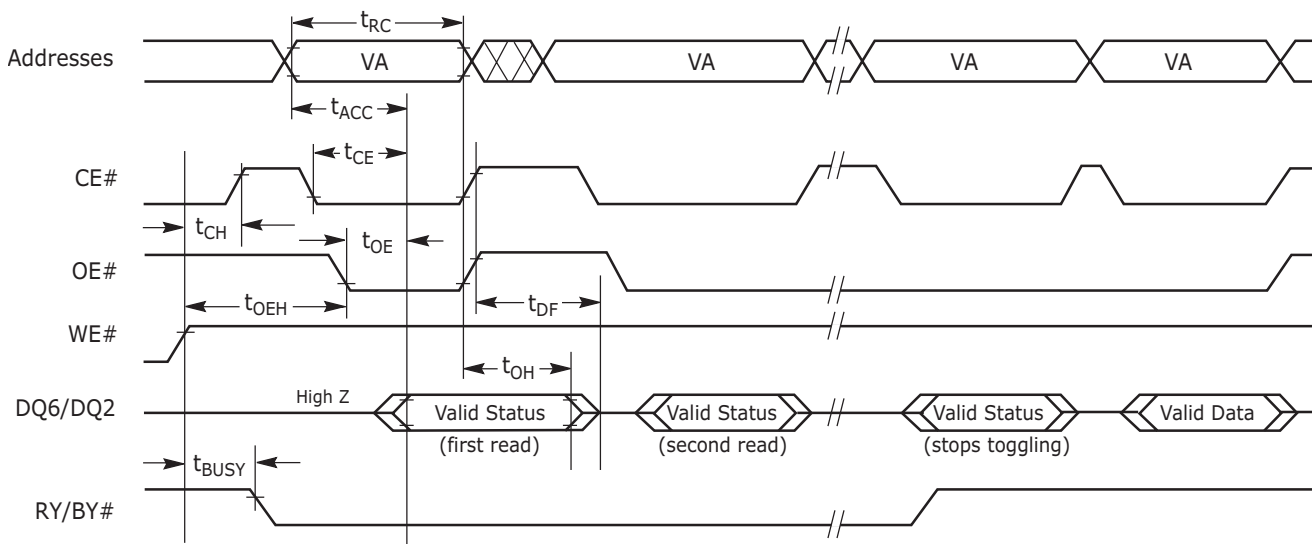 tRC
Addresses VA VA VA VA
tACC
tCE
CE#
tCH tOE
OE#
tOEH tDF
WE#
tOH
High Z
DQ6/DQ2 Valid Status Valid Status Valid Status Valid Data
(first read) (second read) (stops toggling)
tBUSY
RY/BY#